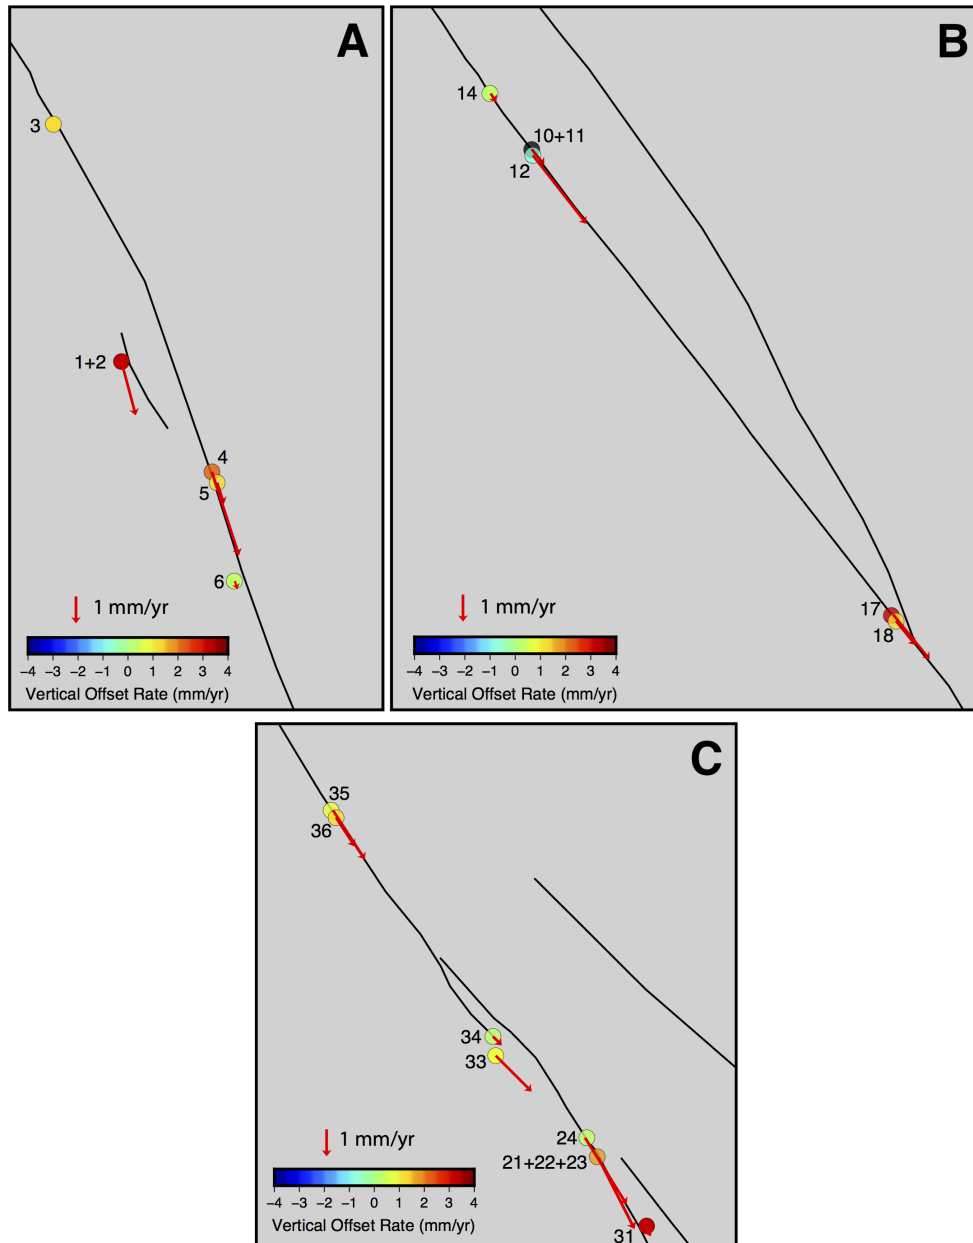 A
3
1+2
4
5
6
1 mm/yr
−4 −3 −2 −1 0 1 2 3 4
Vertical Offset Rate (mm/yr)
B
14
10+11
12
17
18
1 mm/yr
−4 −3 −2 −1 0 1 2 3 4
Vertical Offset Rate (mm/yr)
C
35
36
34
33
24
21+22+23
31
1 mm/yr
−4 −3 −2 −1 0 1 2 3 4
Vertical Offset Rate (mm/yr)